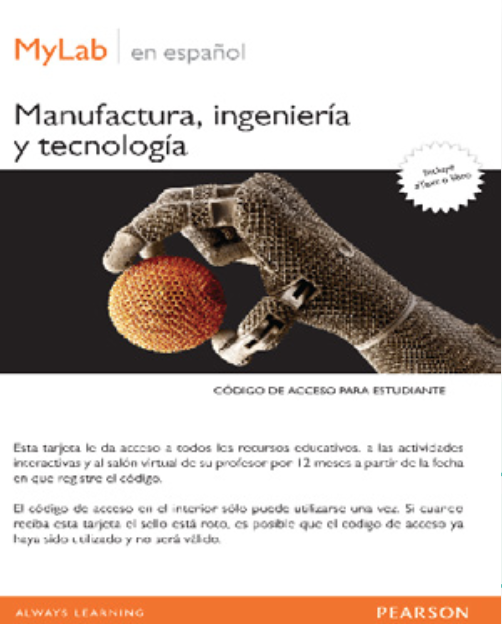 MyLab en español
Manufactura, ingeniería
y tecnología
Incluye
eText o libro
CÓDIGO DE ACCESO PARA ESTUDIANTE
Esta tarjeta le da acceso a todos los recursos educativos, a las actividades
interactivas y al salón virtual de su profesor por 12 meses a partir de la fecha
en que registre el código.
El código de acceso en el interior sólo puede utilizarse una vez. Si cuando
reciba esta tarjeta el sello está roto, es posible que el codigo de acceso ya
haya sido utilizado y no será válido.
ALWAYS LEARNING
PEARSON